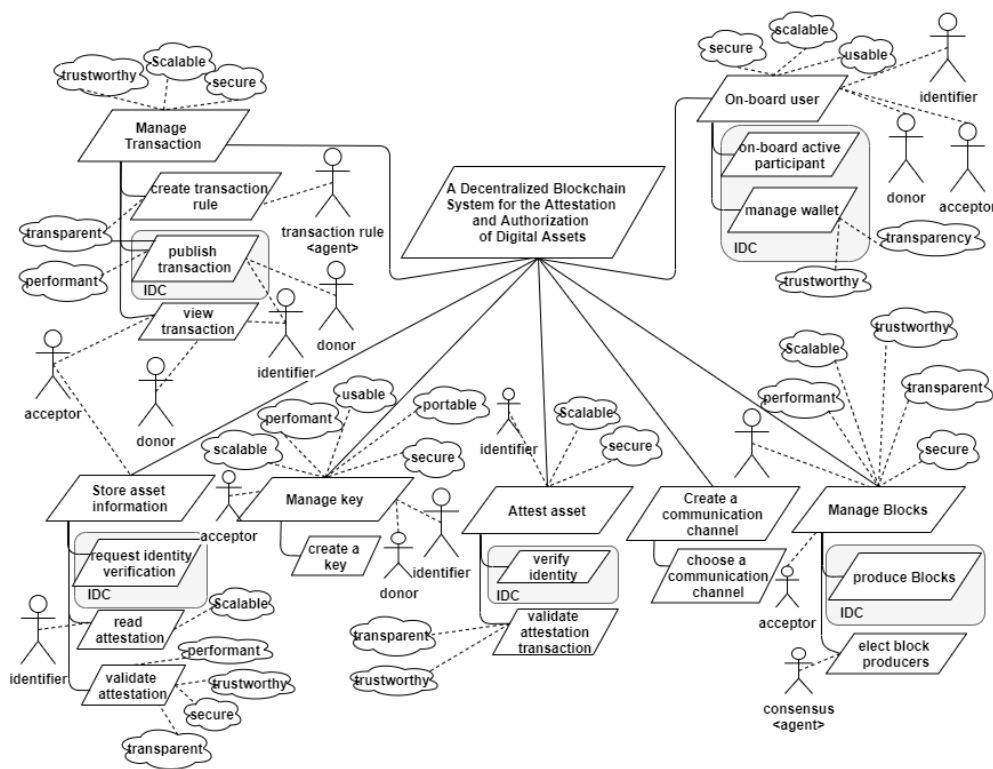 trustworthy
Scalable
secure
Manage
Transaction
create transaction
rule
transaction rule
<agent>
transparent
performant
publish
transaction
IDC
view
transaction
donor
identifier
donor
acceptor
A Decentralized Blockchain
System for the Attestation
and Authorization
of Digital Assets
secure
scalable
usable
identifier
On-board user
on-board active
participant
manage wallet
IDC
donor
acceptor
transparency
trustworthy
Store asset
information
request identity
verification
IDC
read
attestation
Scalable
identifier
validate
attestation
performant
trustworthy
secure
transparent
scalable
perfomant
usable
portable
secure
acceptor
Manage key
create a
key
donor
identifier
identifier
Scalable
secure
Attest asset
verify
identity
IDC
validate
attestation
transaction
transparent
trustworthy
Create a
communication
channel
choose a
communication
channel
performant
Scalable
trustworthy
transparent
secure
Manage Blocks
produce Blocks
IDC
acceptor
elect block
producers
consensus
<agent>